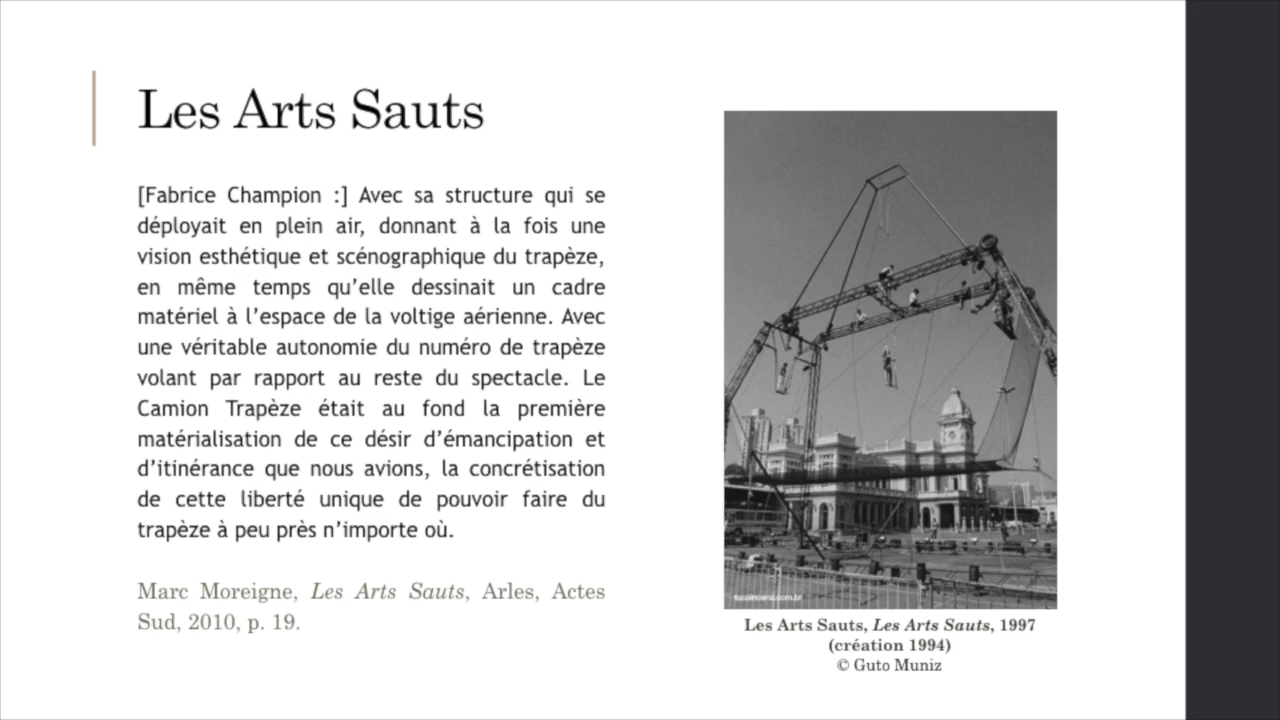 Les Arts Sauts
[Fabrice Champion :] Avec sa structure qui se
déployait en plein air, donnant à la fois une
vision esthétique et scénographique du trapèze,
en même temps qu’elle dessinait un cadre
matériel à l’espace de la voltige aérienne. Avec
une véritable autonomie du numéro de trapèze
volant par rapport au reste du spectacle. Le
Camion Trapèze était au fond la première
matérialisation de ce désir d’émancipation et
d’itinérance que nous avions, la concrétisation
de cette liberté unique de pouvoir faire du
trapèze à peu près n’importe où.
Marc Moreigne, Les Arts Sauts, Arles, Actes
Sud, 2010, p. 19.
Les Arts Sauts, Les Arts Sauts, 1997
(création 1994)
© Guto Muniz